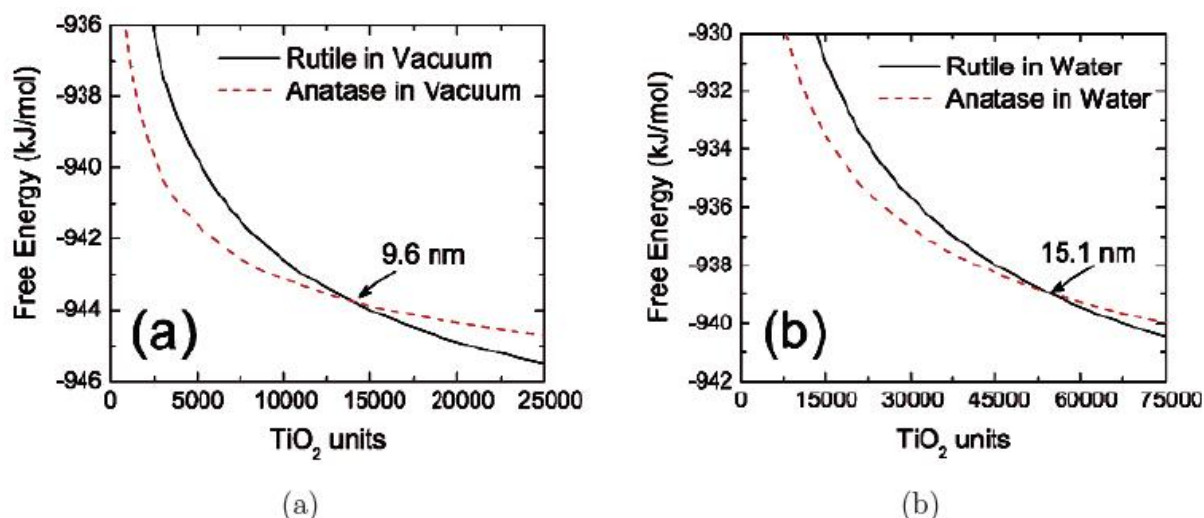 -936
-938
-940
-942
-944
-946
Free Energy (kJ/mol)
Rutile in Vacuum
Anatase in Vacuum
9.6 nm
(a)
0 5000 10000 15000 20000 25000
TiO₂ units
(a)
-930
-932
-934
-936
-938
-940
-942
Free Energy (kJ/mol)
Rutile in Water
Anatase in Water
15.1 nm
(b)
0 15000 30000 45000 60000 75000
TiO₂ units
(b)